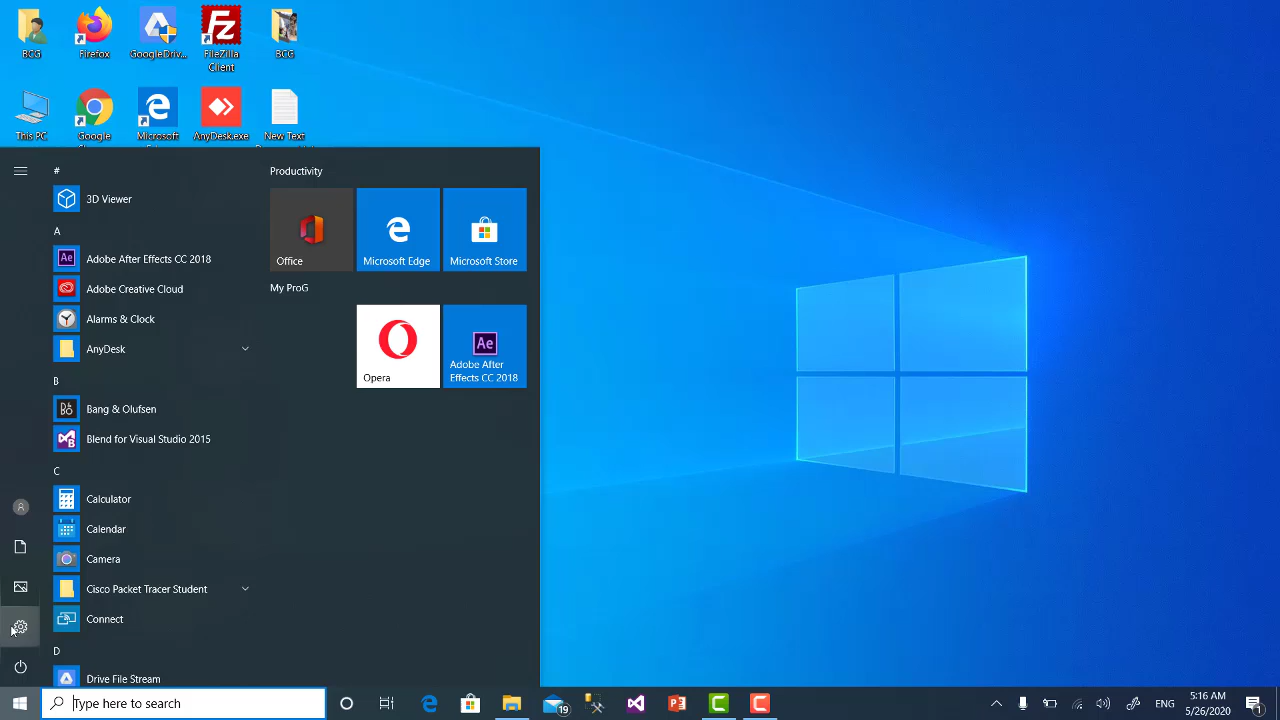 BCG
Firefox
GoogleDriv...
FileZilla
Client
BCG
This PC
Google
Microsoft
AnyDesk.exe
New Text
#
3D Viewer
A
Adobe After Effects CC 2018
Adobe Creative Cloud
Alarms & Clock
AnyDesk
B
Bang & Olufsen
Blend for Visual Studio 2015
C
Calculator
Calendar
Camera
Cisco Packet Tracer Student
Connect
D
Drive File Stream
Productivity
Office
Microsoft Edge
Microsoft Store
My ProG
Opera
Adobe After
Effects CC 2018
Type here to search
19
ENG
5:16 AM
5/26/2020
1